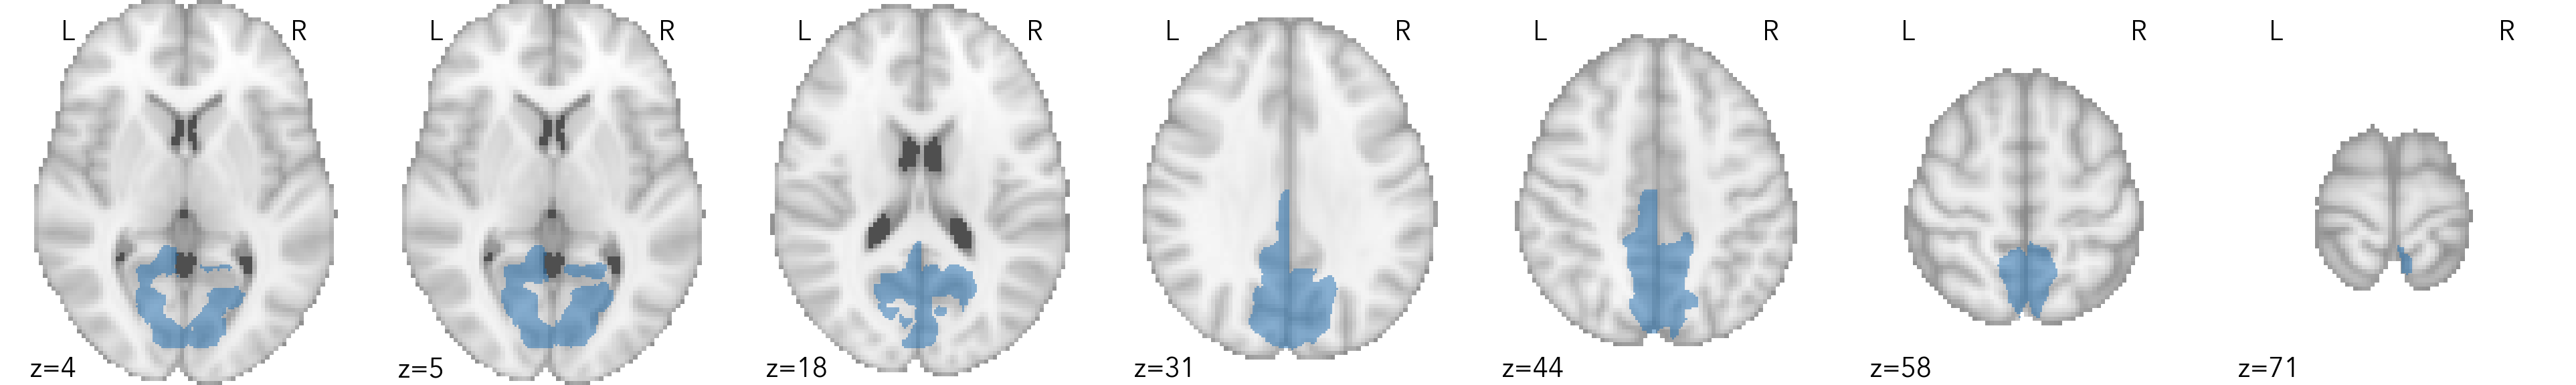 L R L R L R L R L R L R L R
z=4 z=5 z=18 z=31 z=44 z=58 z=71